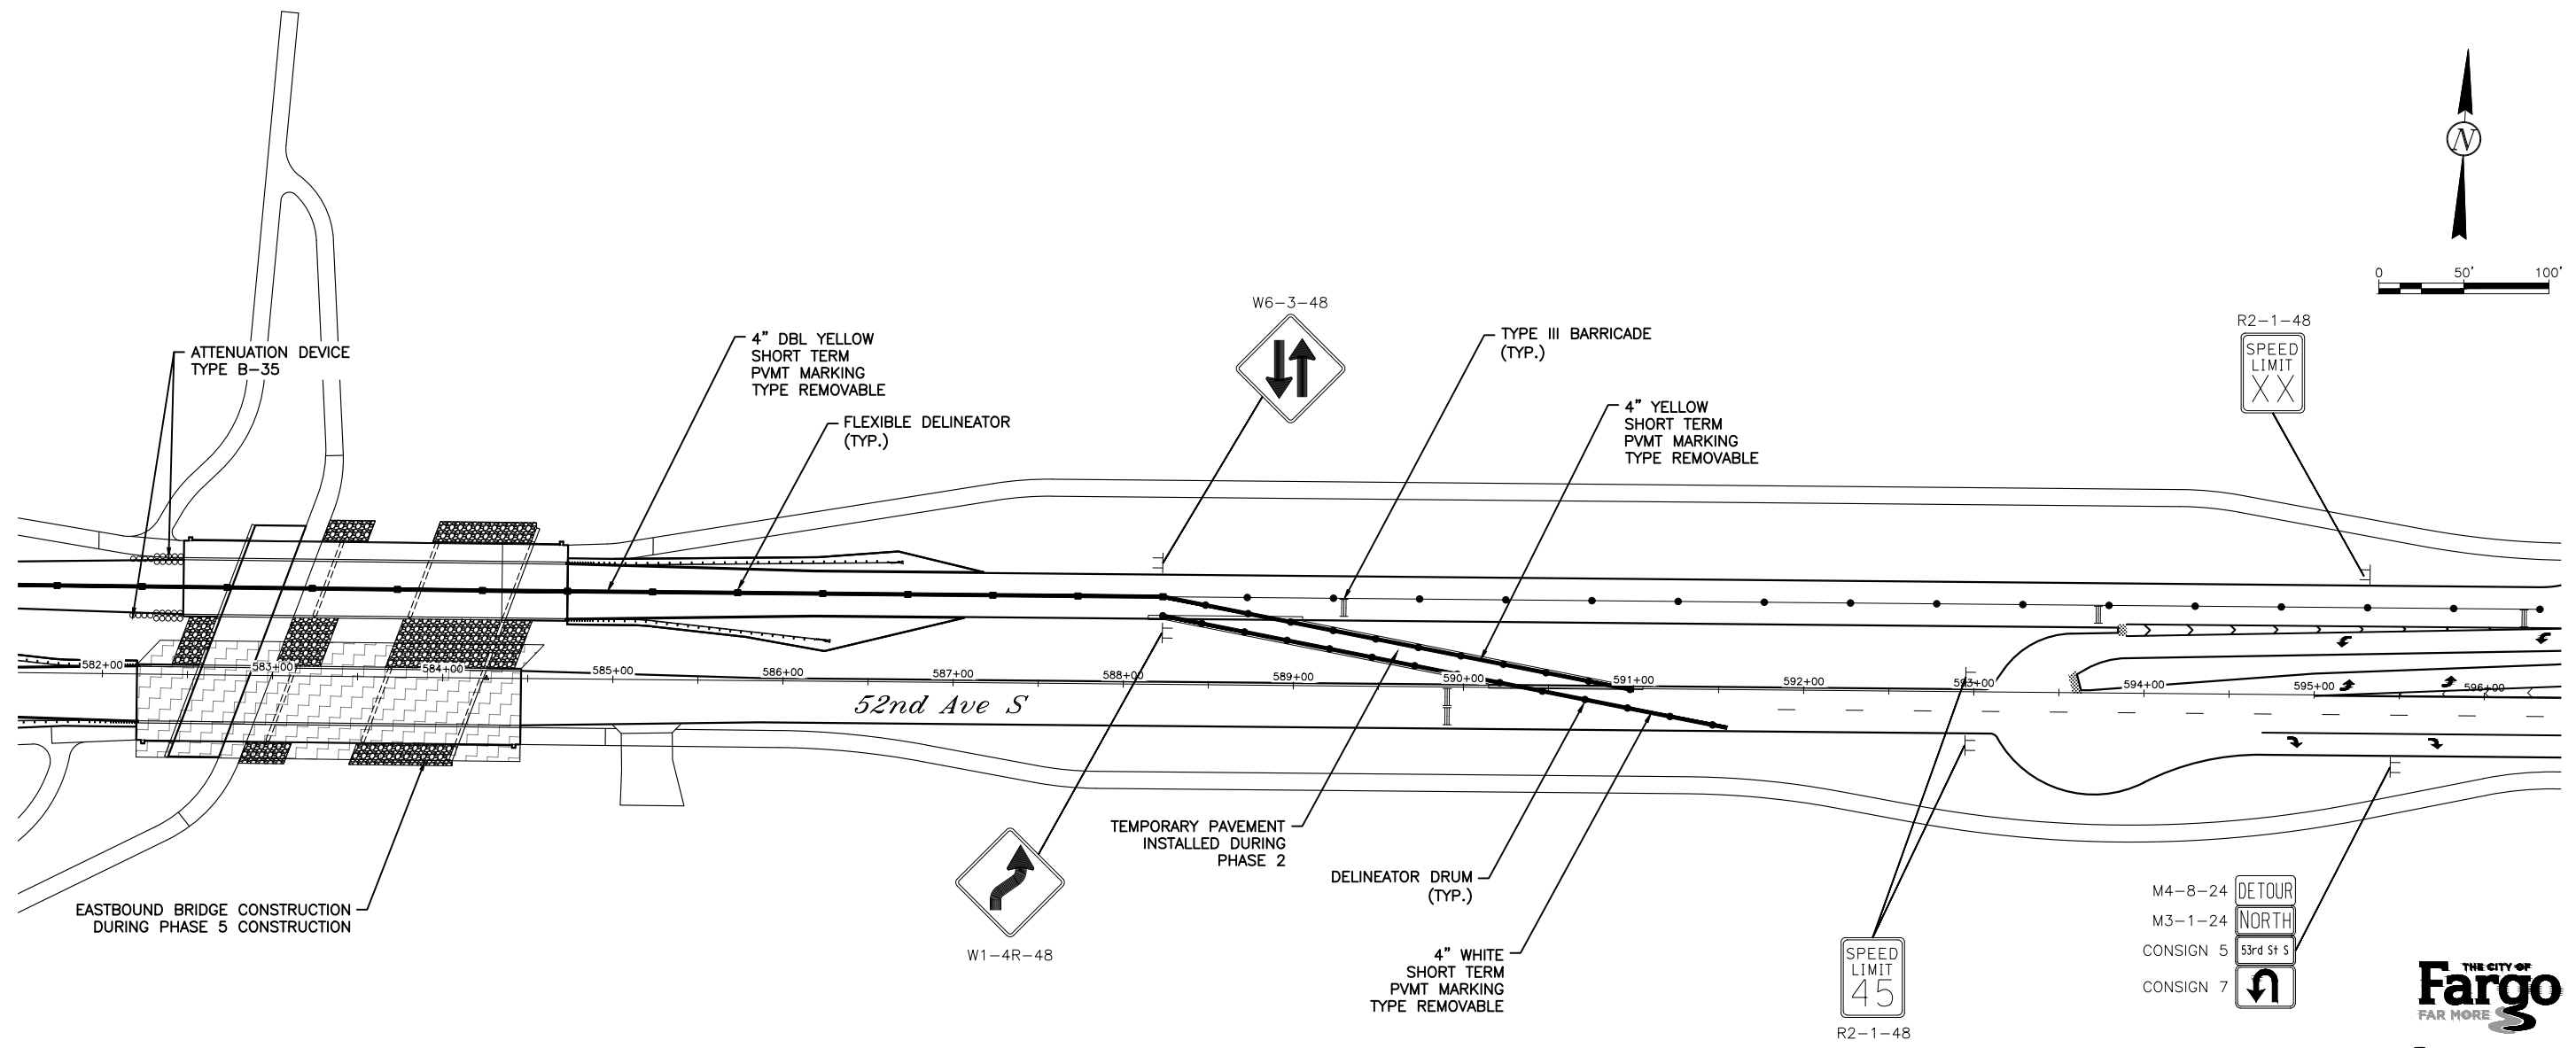 N
0 50' 100'
W6-3-48
R2-1-48
SPEED
LIMIT
XX
ATTENUATION DEVICE
TYPE B-35
4" DBL YELLOW
SHORT TERM
PVMT MARKING
TYPE REMOVABLE
FLEXIBLE DELINEATOR
(TYP.)
TYPE III BARRICADE
(TYP.)
4" YELLOW
SHORT TERM
PVMT MARKING
TYPE REMOVABLE
582+00 583+00 584+00 585+00 586+00 587+00 588+00 589+00 590+00 591+00 592+00 593+00 594+00 595+00 596+00
52nd Ave S
TEMPORARY PAVEMENT
INSTALLED DURING
PHASE 2
DELINEATOR DRUM
(TYP.)
EASTBOUND BRIDGE CONSTRUCTION
DURING PHASE 5 CONSTRUCTION
W1-4R-48
4" WHITE
SHORT TERM
PVMT MARKING
TYPE REMOVABLE
SPEED
LIMIT
45
R2-1-48
M4-8-24 DETOUR
M3-1-24 NORTH
CONSIGN 5 53rd St S
CONSIGN 7
THE CITY OF
Fargo
FAR MORE